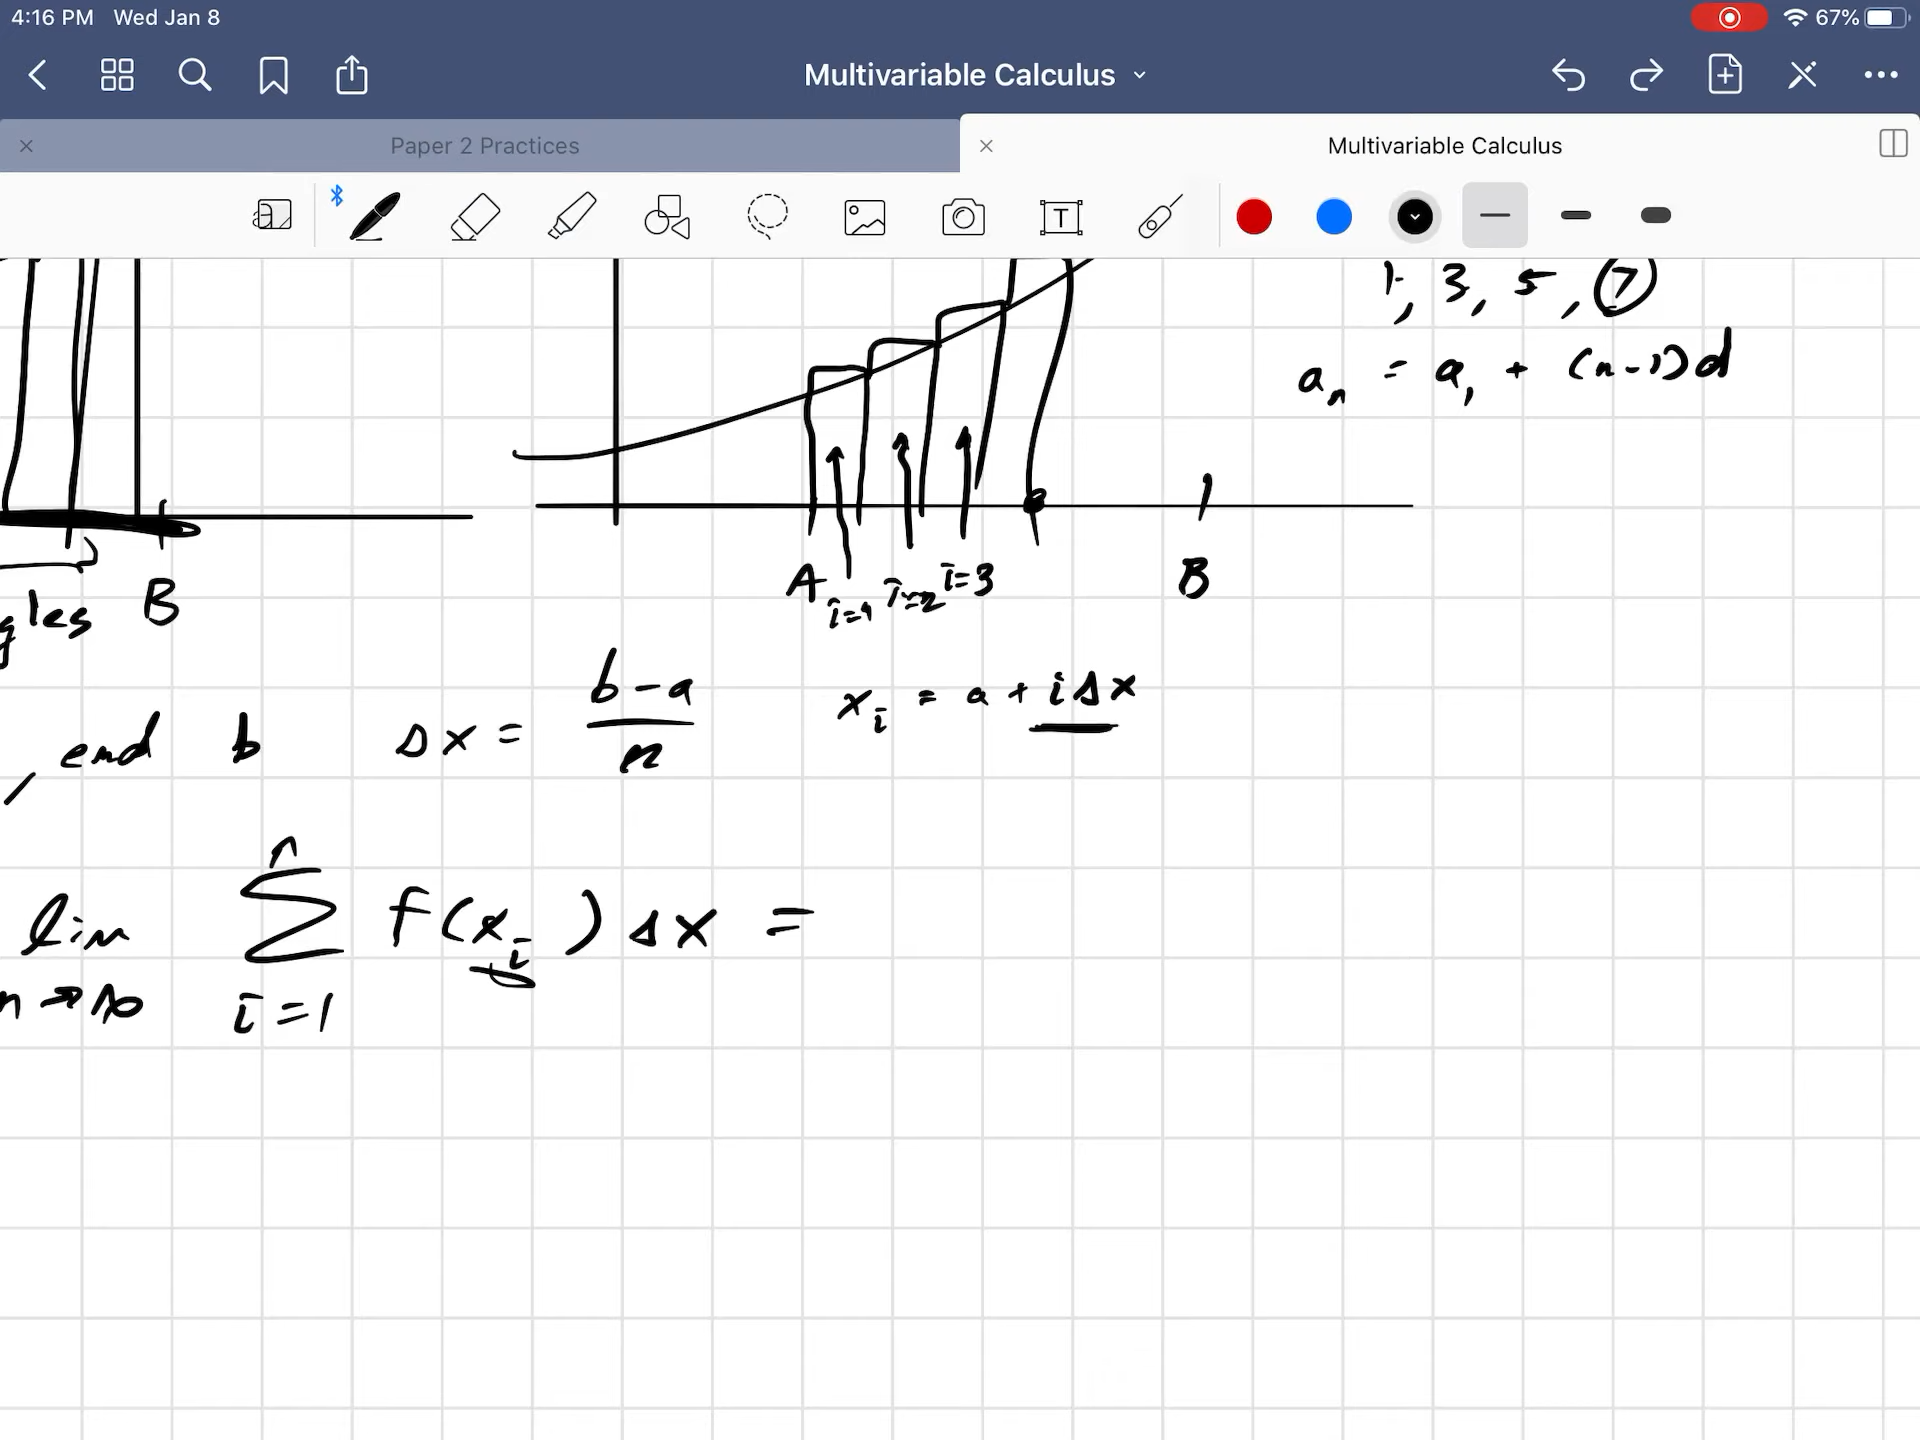 4:16 PM Wed Jan 8 67%
Multivariable Calculus
Paper 2 Practices
Multivariable Calculus
T
1, 3, 5, 7
aₙ = a₁ + (n-1)d
A B
i=1 i=2 i=3
gles B
, end b Δx = (b-a)/n xᵢ = a + iΔx
lim n→∞ n Σ i=1 f(xᵢ)Δx =